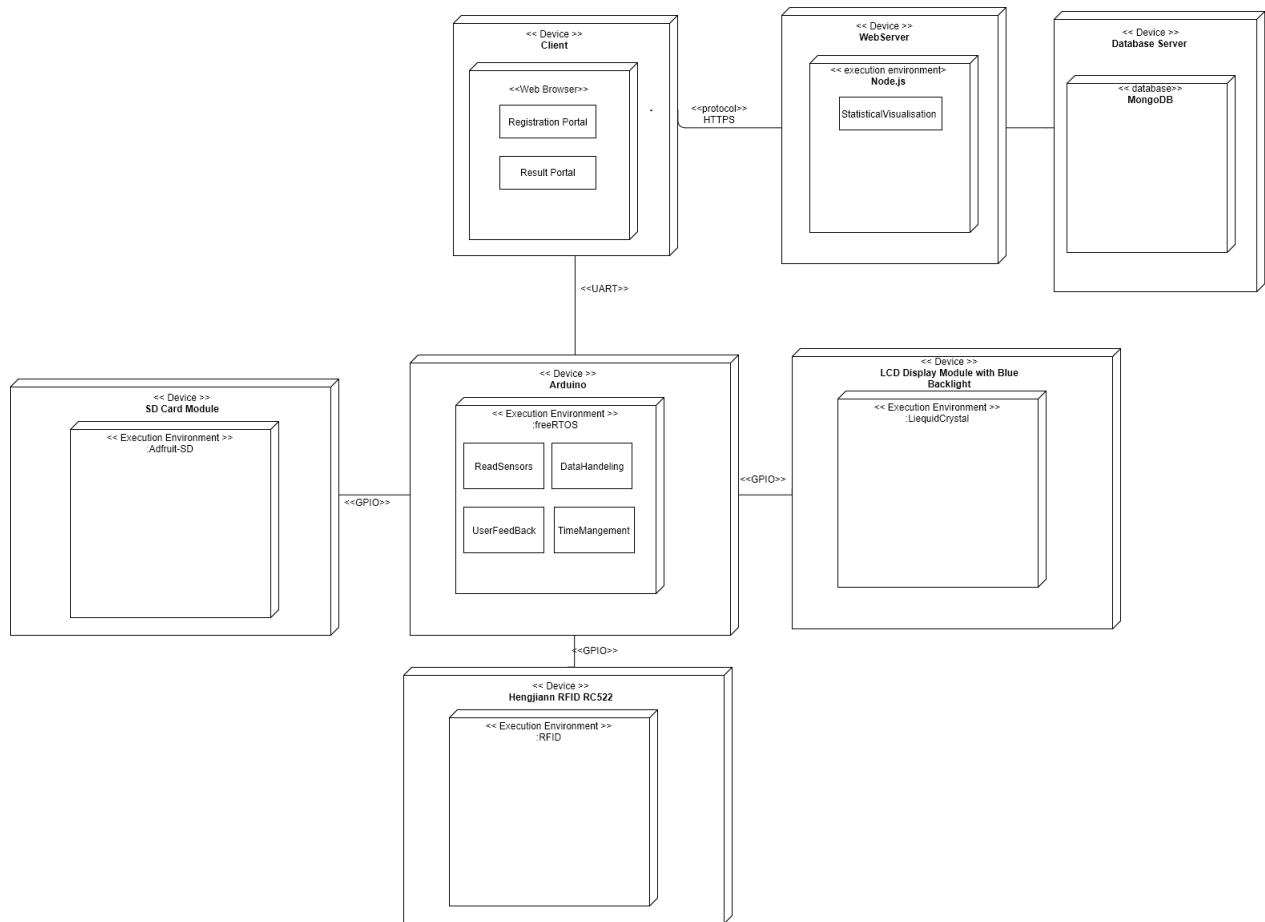 << Device >>
Client
<<Web Browser>>
Registration Portal
Result Portal
<<protocol>>
HTTPS
<< Device >>
WebServer
<< execution environment>
Node.js
StatisticalVisualisation
<< Device >>
Database Server
<< database>>
MongoDB
<<UART>>
<< Device >>
SD Card Module
<< Execution Environment >>
:Adfruit-SD
<<GPIO>>
<< Device >>
Arduino
<< Execution Environment >>
:freeRTOS
ReadSensors
DataHandeling
UserFeedBack
TimeMangement
<<GPIO>>
<< Device >>
LCD Display Module with Blue
Backlight
<< Execution Environment >>
:LiequidCrystal
<<GPIO>>
<< Device >>
Hengjiann RFID RC522
<< Execution Environment >>
:RFID